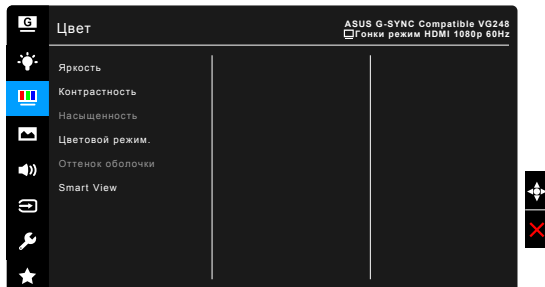 G
Цвет
ASUS G-SYNC Compatible VG248
Гонки режим HDMI 1080p 60Hz
Яркость
Контрастность
Насыщенность
Цветовой режим.
Оттенок оболочки
Smart View